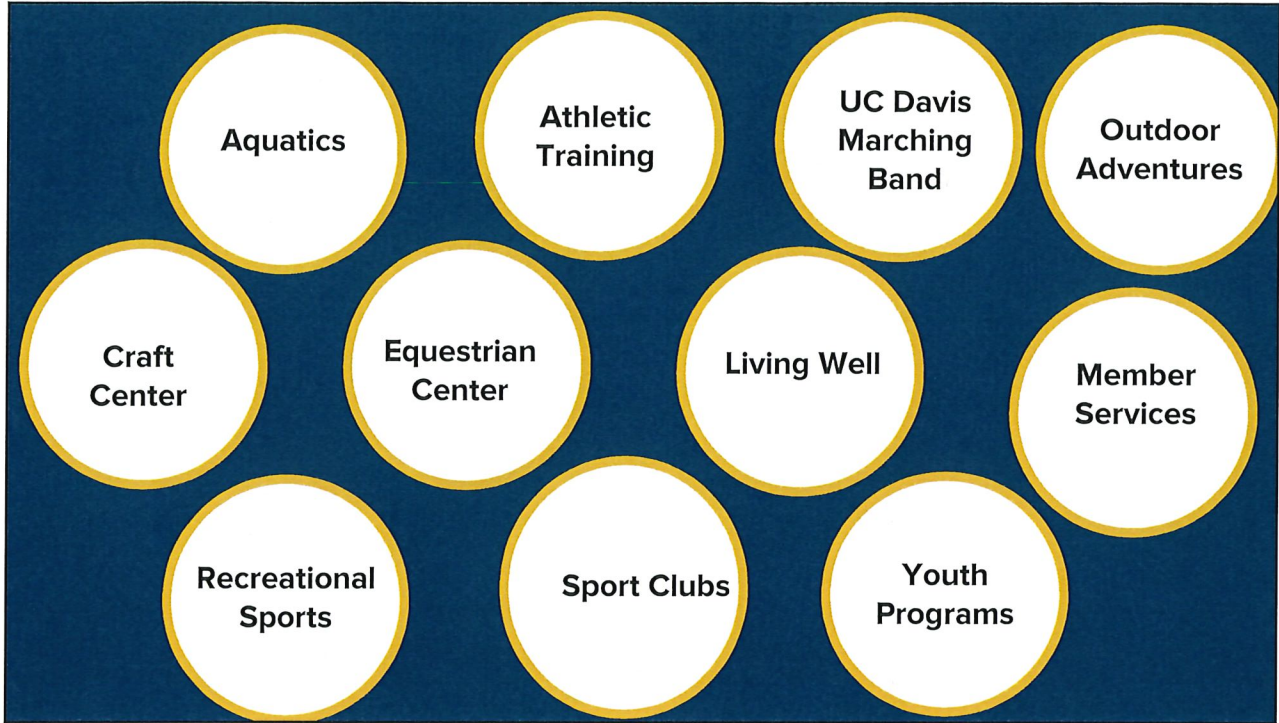 Aquatics
Athletic
Training
UC Davis
Marching
Band
Outdoor
Adventures
Craft
Center
Equestrian
Center
Living Well
Member
Services
Recreational
Sports
Sport Clubs
Youth
Programs